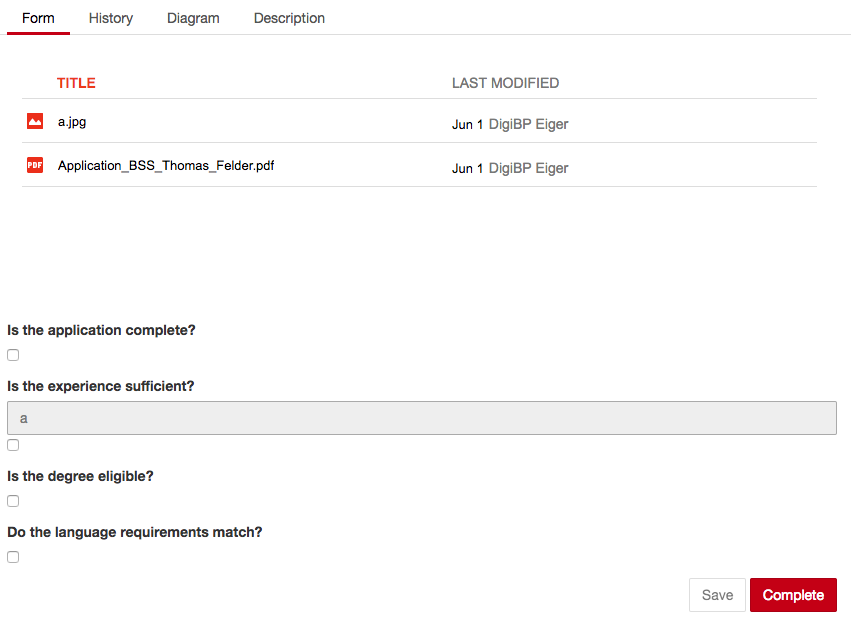 Form History Diagram Description
TITLE LAST MODIFIED
a.jpg Jun 1 DigiBP Eiger
PDF Application_BSS_Thomas_Felder.pdf Jun 1 DigiBP Eiger
Is the application complete?
Is the experience sufficient?
a
Is the degree eligible?
Do the language requirements match?
Save Complete